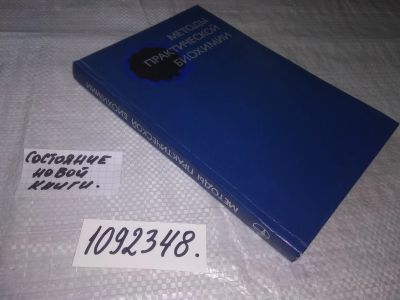 МЕТОДЫ
ПРАКТИЧЕСКОЙ
БИОХИМИИ
МЕТОДЫ ПРАКТИЧЕСКОЙ БИОХИМИИ
СОСТОЯНИЕ
НОВОЙ
КНИГИ.
1092348.